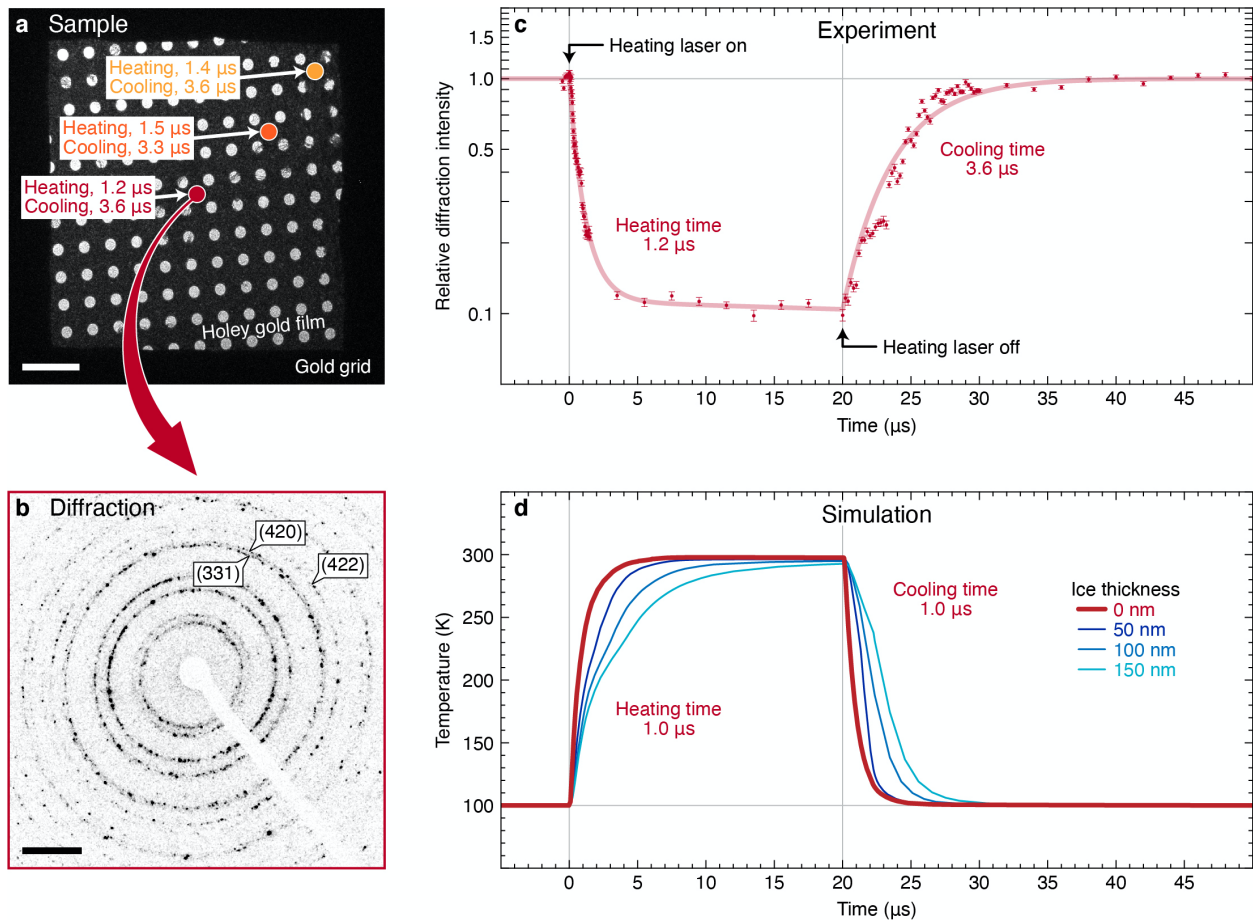 a Sample
Heating, 1.4 µs
Cooling, 3.6 µs
Heating, 1.5 µs
Cooling, 3.3 µs
Heating, 1.2 µs
Cooling, 3.6 µs
Holey gold film
Gold grid
b Diffraction
(420)
(331)
(422)
c Experiment
Heating laser on
Relative diffraction intensity
1.5
1.0
0.5
0.1
Heating time
1.2 µs
Cooling time
3.6 µs
Heating laser off
0 5 10 15 20 25 30 35 40 45
Time (µs)
d Simulation
Temperature (K)
300
250
200
150
100
Heating time
1.0 µs
Cooling time
1.0 µs
Ice thickness
0 nm
50 nm
100 nm
150 nm
0 5 10 15 20 25 30 35 40 45
Time (µs)